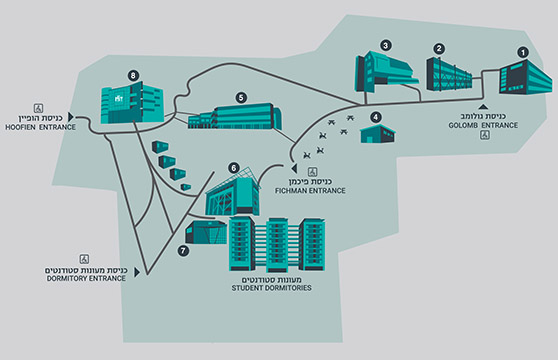 1
2
3
8
5
כניסת הופיין
HOOFIEN ENTRANCE
כניסת גולומב
GOLOMB ENTRANCE
4
6
כניסת פיכמן
FICHMAN ENTRANCE
7
כניסת מעונות סטודנטים
DORMITORY ENTRANCE
מעונות סטודנטים
STUDENT DORMITORIES